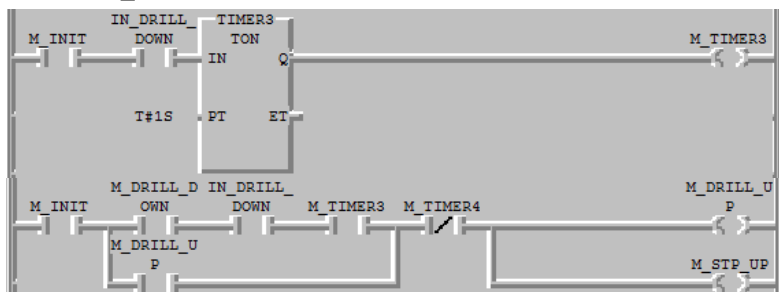 IN_DRILL_ TIMER3
M_INIT DOWN TON M_TIMER3
IN Q
T#1S PT ET
M_DRILL_D IN_DRILL_ M_DRILL_U
M_INIT OWN DOWN M_TIMER3 M_TIMER4 P
M_DRILL_U
P M_STP_UP